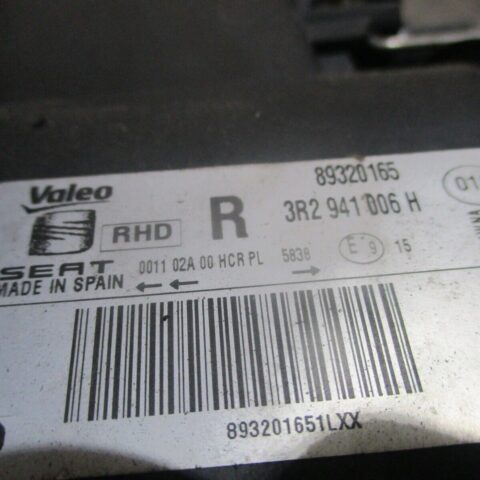 89320165
Valeo
RHD R 3R2 941 006 H 01
SEAT 0011 02A 00 HCR PL 5838 E 9 15
MADE IN SPAIN
893201651LXX